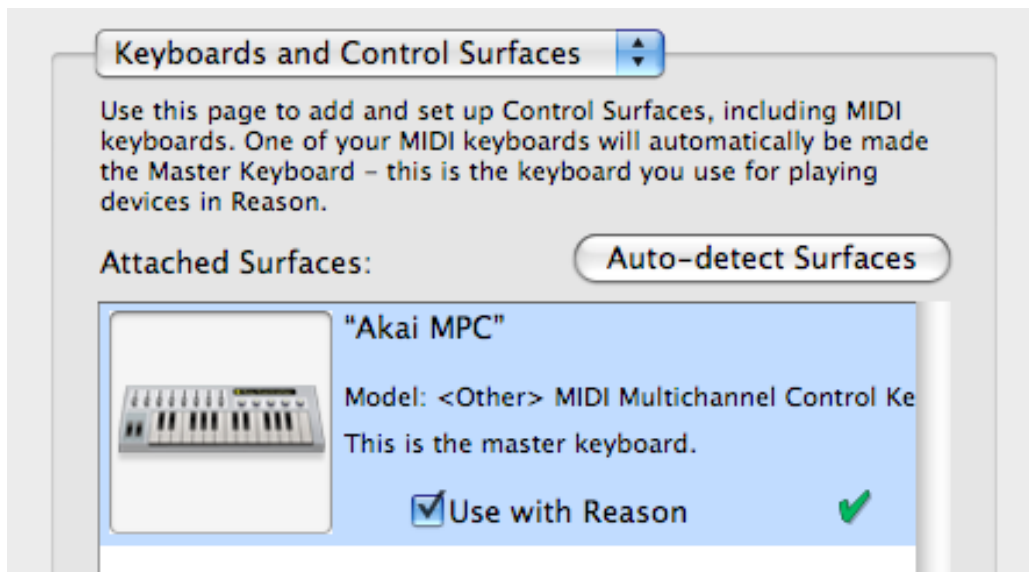 Keyboards and Control Surfaces
Use this page to add and set up Control Surfaces, including MIDI
keyboards. One of your MIDI keyboards will automatically be made
the Master Keyboard – this is the keyboard you use for playing
devices in Reason.
Attached Surfaces:
Auto-detect Surfaces
“Akai MPC”
Model: <Other> MIDI Multichannel Control Ke
This is the master keyboard.
Use with Reason